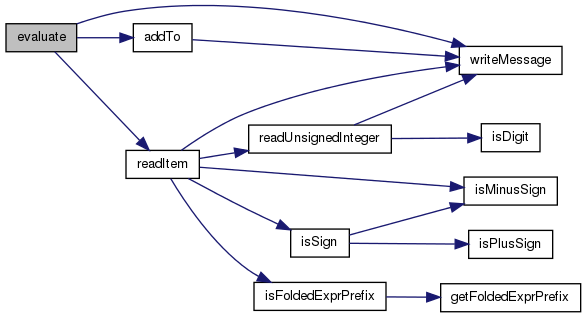 evaluate
addTo
writeMessage
readUnsignedInteger
isDigit
readItem
isMinusSign
isSign
isPlusSign
isFoldedExprPrefix
getFoldedExprPrefix